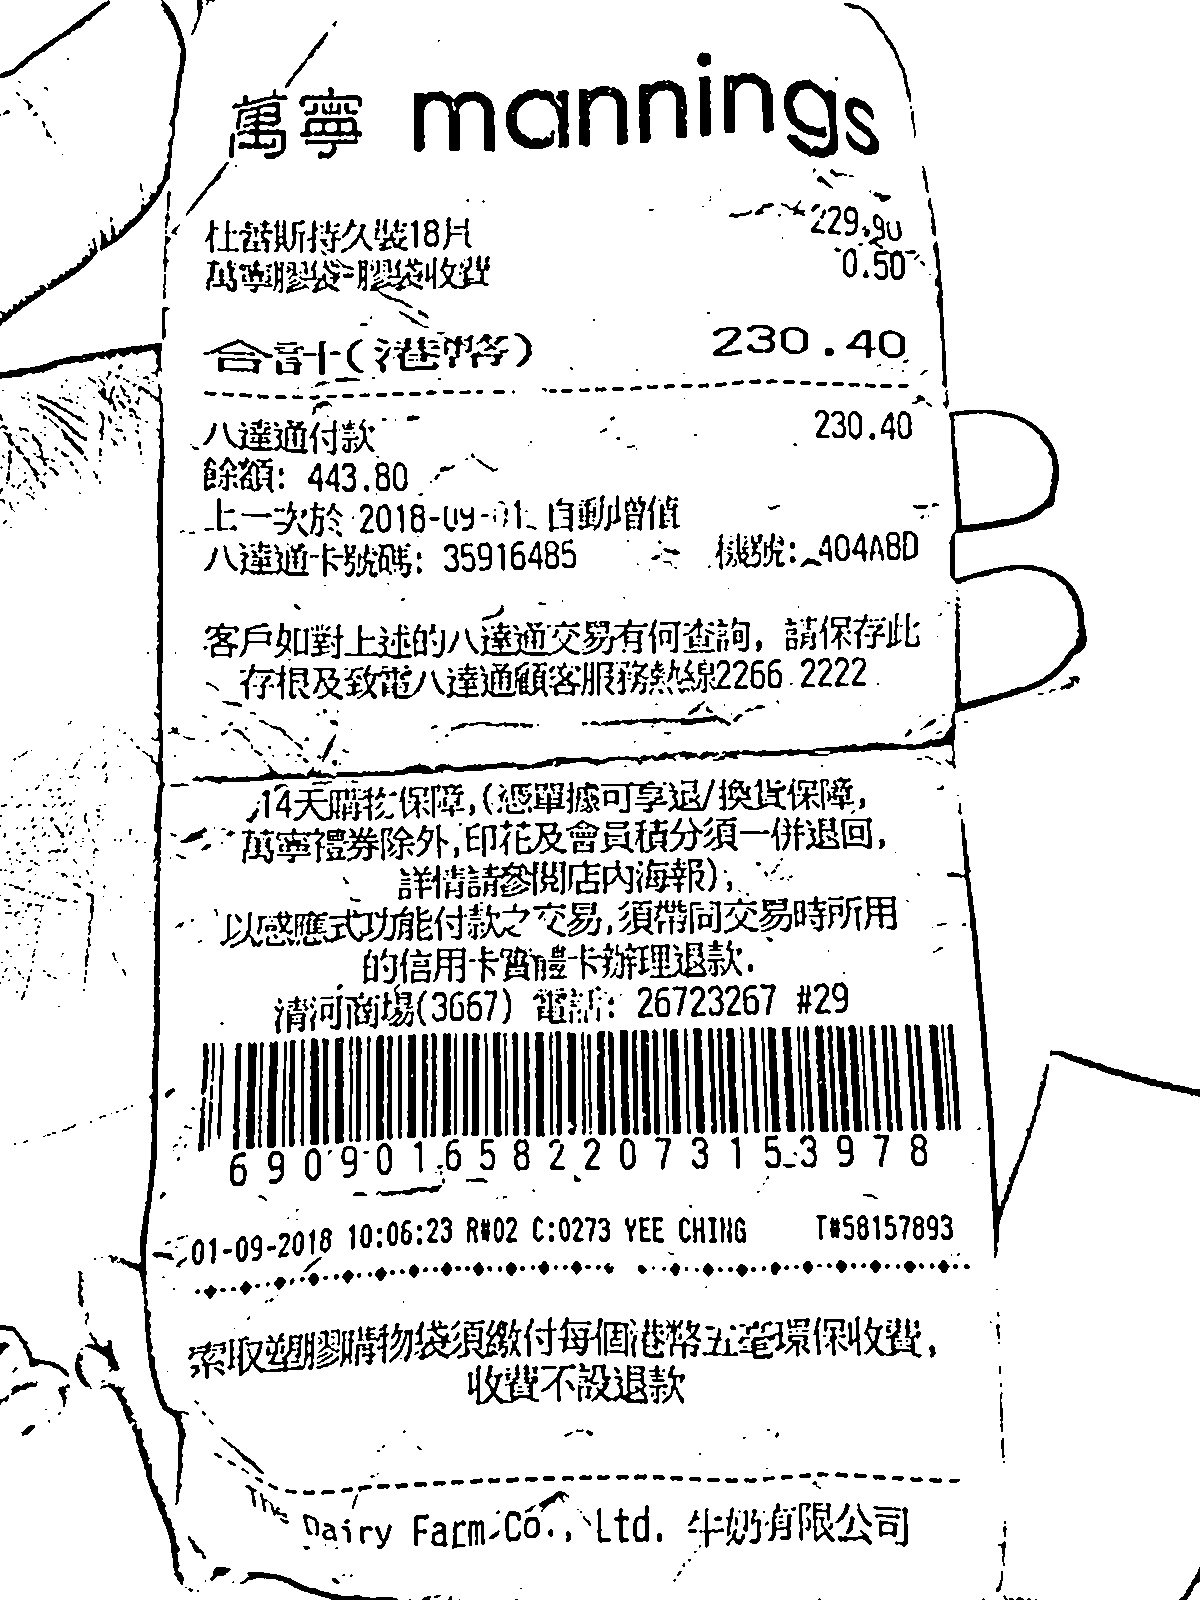 萬寧 mannings
杜蕾斯持久裝18片 229.90
萬寧膠袋-膠袋收費 0.50
合計(港幣) 230.40
八達通付款 230.40
餘額: 443.80
上一次於 2018-09-01 自動增值
八達通卡號碼: 35916485 機號: 404A8D
客戶如對上述的八達通交易有何查詢, 請保存此
存根及致電八達通顧客服務熱線2266 2222
14天購物保障,(憑單據可享退/換貨保障,
萬寧禮券除外,印花及會員積分須一併退回,
詳情請參閱店內海報),
以感應式功能付款之交易,須帶同交易時所用
的信用卡實體卡辦理退款.
清河商場(3667) 電話: 26723267 #29
69090165822073153978
01-09-2018 10:06:23 R#02 C:0273 YEE CHING T#58157893
索取塑膠購物袋須繳付每個港幣五毫環保收費,
收費不設退款
The Dairy Farm Co., Ltd. 牛奶有限公司